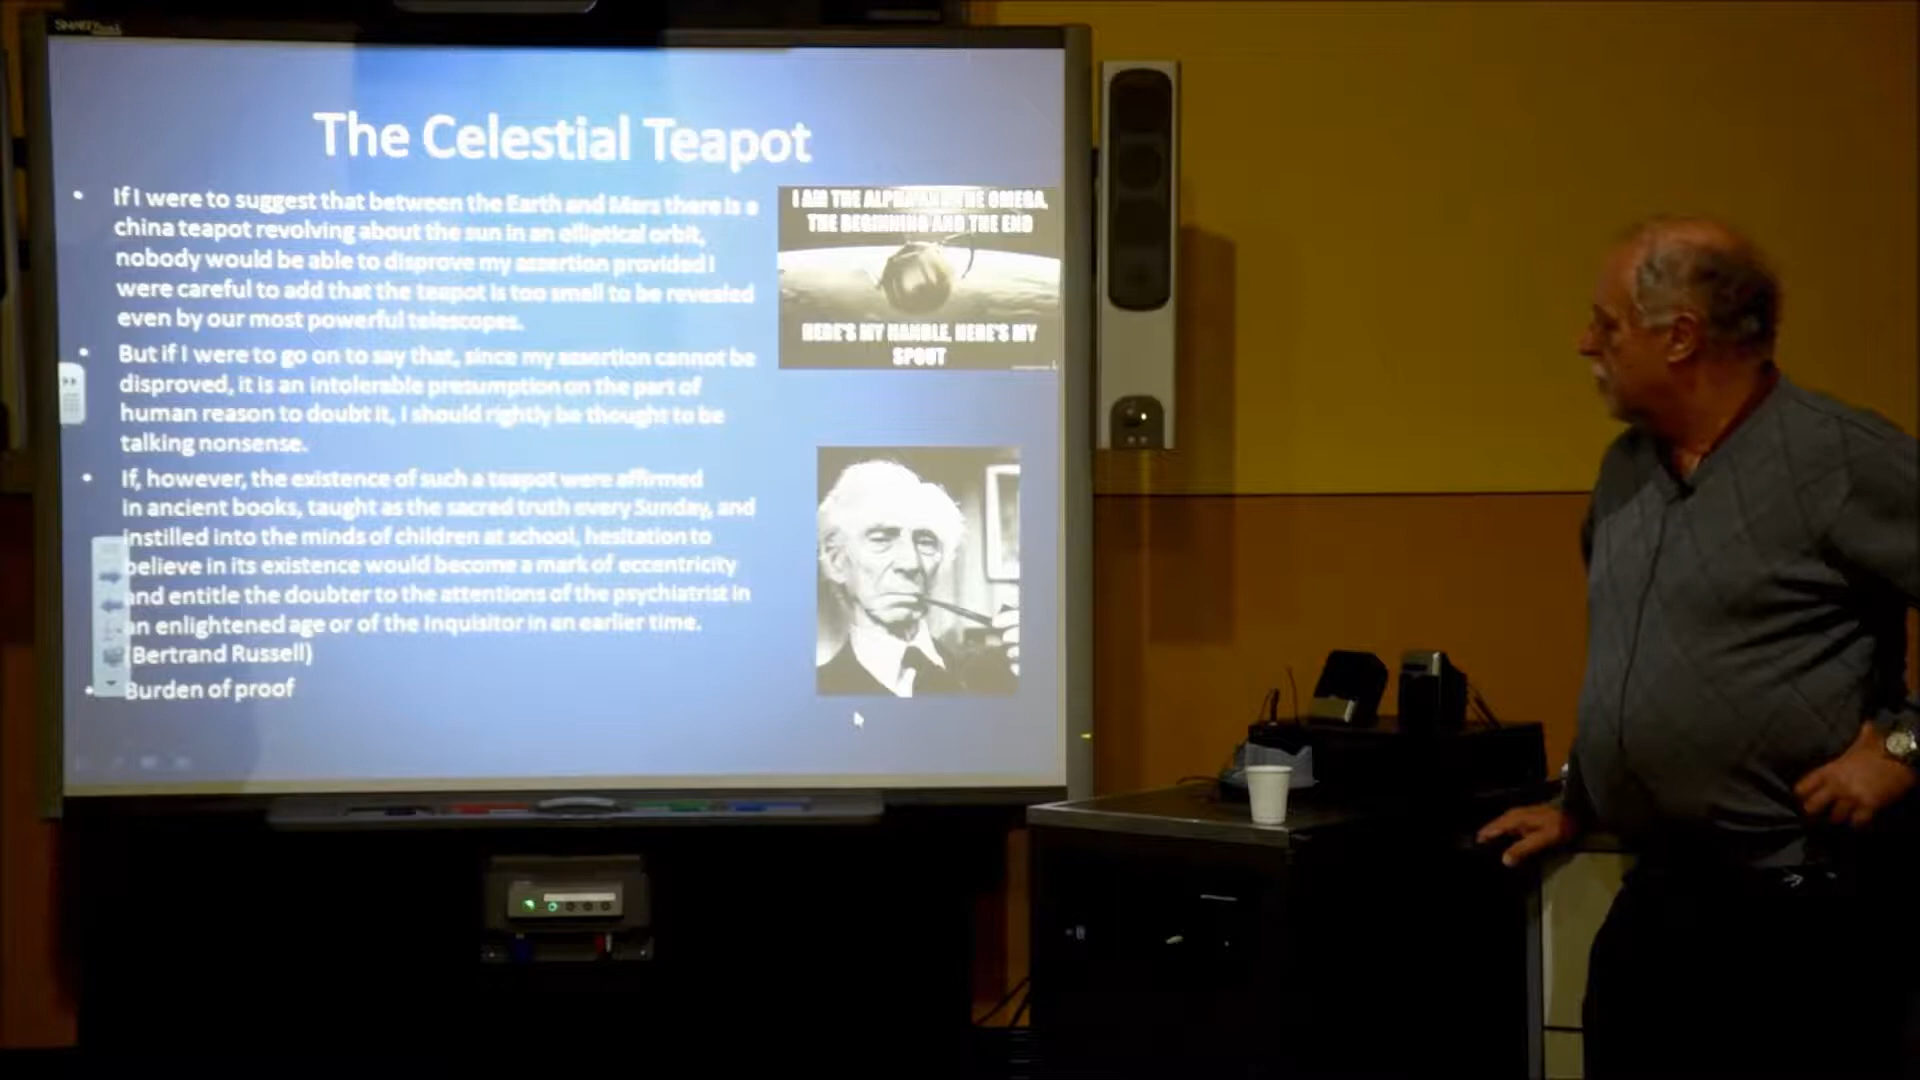 The Celestial Teapot
If I were to suggest that between the Earth and Mars there is a
china teapot revolving about the sun in an elliptical orbit,
nobody would be able to disprove my assertion provided I
were careful to add that the teapot is too small to be revealed
even by our most powerful telescopes.
But if I were to go on to say that, since my assertion cannot be
disproved, it is an intolerable presumption on the part of
human reason to doubt it, I should rightly be thought to be
talking nonsense.
If, however, the existence of such a teapot were affirmed
in ancient books, taught as the sacred truth every Sunday, and
instilled into the minds of children at school, hesitation to
believe in its existence would become a mark of eccentricity
and entitle the doubter to the attentions of the psychiatrist in
an enlightened age or of the Inquisitor in an earlier time.
(Bertrand Russell)
Burden of proof
I AM THE ALPHA AND THE OMEGA,
THE BEGINNING AND THE END
HERE'S MY HANDLE, HERE'S MY
SPOUT